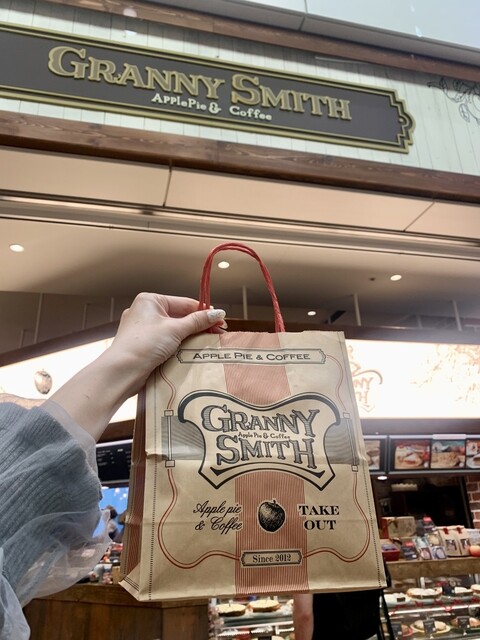 GRANNY SMITH
ApplePie & Coffee
APPLE PIE & COFFEE
GRANNY
Apple Pie & Coffee
SMITH
Apple pie
& Coffee
TAKE
OUT
Since 2012